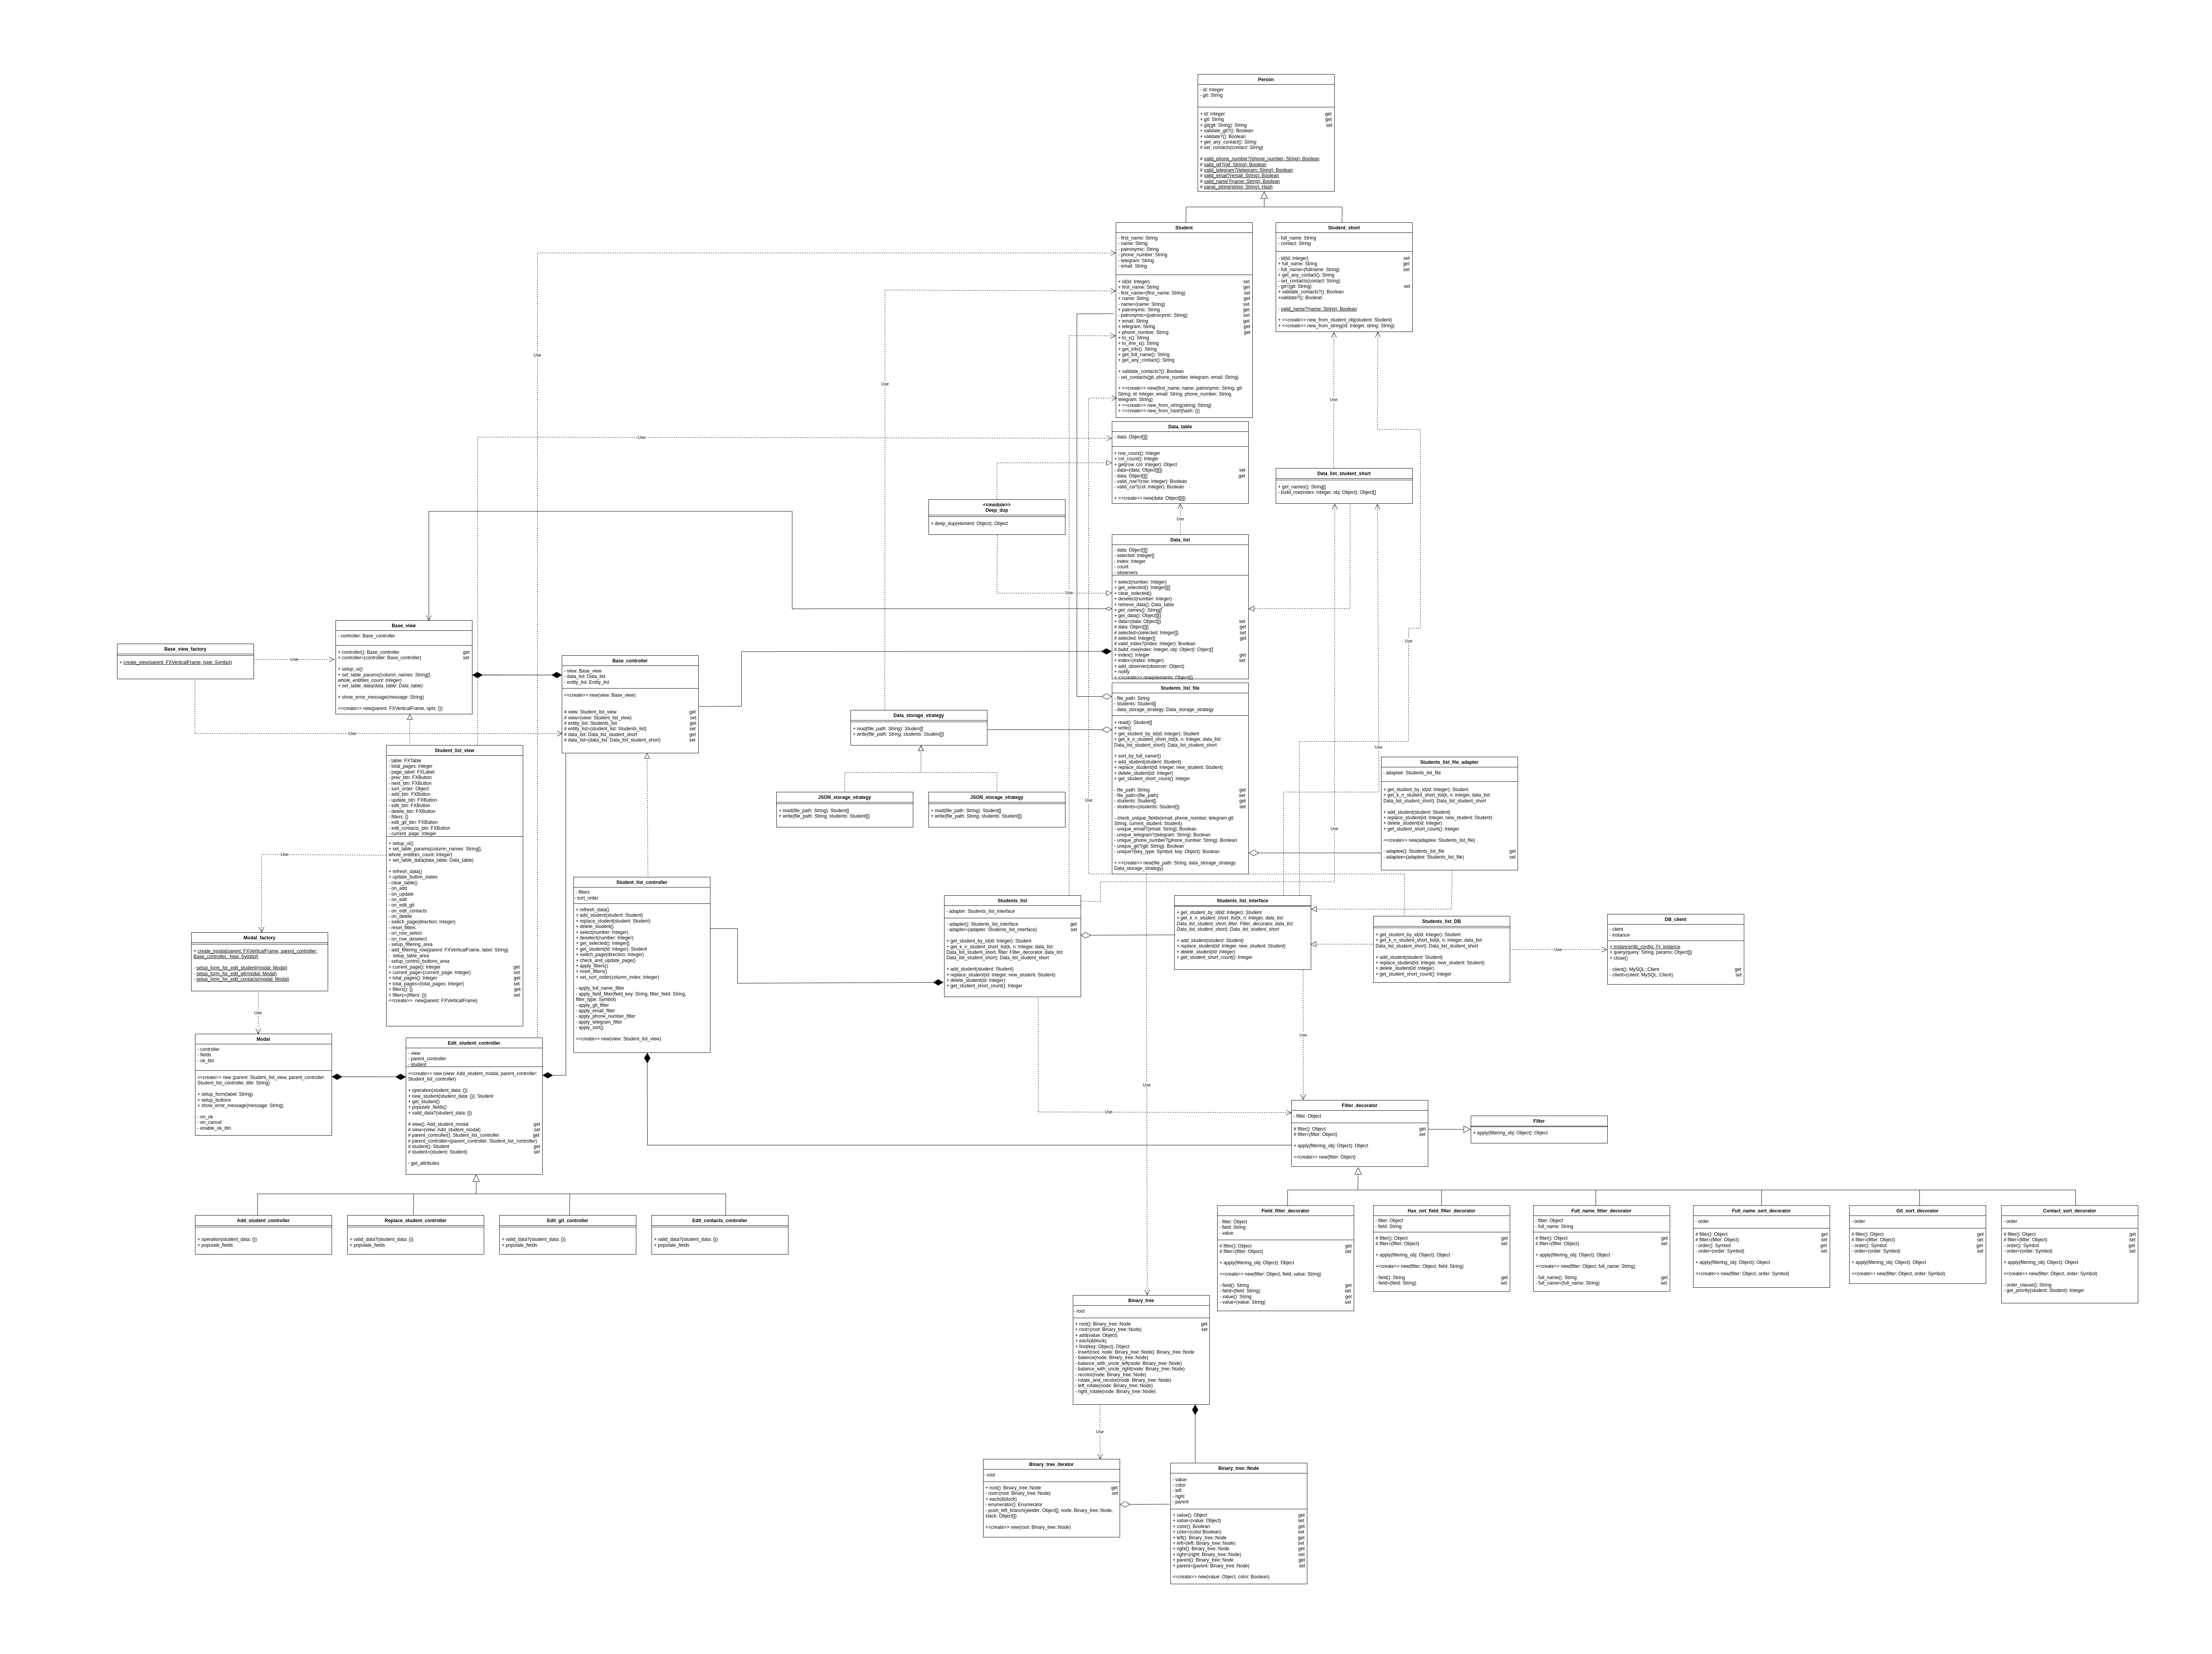 Person
- id: Integer
- git: String
+ id: Integer get
+ git: String get
+ git(git: String): String set
+ validate_git?(): Boolean
+ validate?(): Boolean
+ get_any_contact(): String
# set_contacts(contact: String)
# valid_phone_number?(phone_number: String): Boolean
# valid_git?(git: String): Boolean
# valid_telegram?(telegram: String): Boolean
# valid_email?(email: String): Boolean
# valid_name?(name: String): Boolean
# parse_string(string: String): Hash
Student
- first_name: String
- name: String
- patronymic: String
- phone_number: String
- telegram: String
- email: String
+ id(id: Integer) set
+ first_name: String get
- first_name=(first_name: String) set
+ name: String get
- name=(name: String) set
+ patronymic: String get
- patronymic=(patronymic: String) set
+ email: String get
+ telegram: String get
+ phone_number: String get
+ to_s(): String
+ to_line_s(): String
+ get_info(): String
+ get_full_name(): String
+ get_any_contact: String
+ validate_contacts?(): Boolean
- set_contacts(git, phone_number, telegram, email: String)
+ <<create>> new(first_name, name, patronymic: String, git:
String, id: Integer, email: String, phone_number: String,
telegram: String)
+ <<create>> new_from_string(string: String)
+ <<create>> new_from_hash(hash: {})
Student_short
- full_name: String
- contact: String
- id(id: Integer) set
+ full_name: String get
- full_name=(fullname: String) set
+ get_any_contact(): String
- set_contacts(contact: String)
- git=(git: String) set
+ validate_contacts?(): Boolean
+validate?(): Boolean
- valid_name?(name: String): Boolean
+ <<create>> new_from_student_obj(student: Student)
+ <<create>> new_from_string(id: Integer, string: String)
Use
Use
Use
Data_table
- data: Object[][]
+ row_count(): Integer
+ col_count(): Integer
+ get(row, col: Integer): Object
- data=(data: Object[][]) set
- data: Object[][] get
- valid_row?(row: Integer): Boolean
- valid_col?(col: Integer): Boolean
+ <<create>> new(data: Object[][])
Use
Data_list_student_short
+ get_names(): String[]
- build_row(index: Integer, obj: Object): Object[]
<<module>>
Deep_dup
+ deep_dup(element: Object): Object
Use
Data_list
- data: Object[][]
- selected: Integer[]
- index: Integer
- count
- observers
+ select(number: Integer)
+ get_selected(): Integer[][]
+ clear_selected()
+ deselect(number: Integer)
+ retrieve_data(): Data_table
+ get_names(): String[]
+ get_data(): Object[][]
+ data=(data: Object[]) set
# data: Object[][] get
# selected=(selected: Integer[]) set
# selected: Integer[] get
# valid_index?(index: Integer): Boolean
# build_row(index: Integer, obj: Object): Object[]
+ index(): Integer get
+ index=(index: Integer) set
+ add_observer(observer: Object)
+ notify
+ <<create>> new(elements: Object[])
Use
Use
Base_view_factory
+ create_view(parent: FXVerticalFrame, type: Symbol)
Use
Base_view
- controller: Base_controller
+ controller(): Base_controller get
+ controller=(controller: Base_controller) set
+ setup_ui()
+ set_table_params(column_names: String[],
whole_entitites_count: Integer)
+ set_table_data(data_table: Data_table)
+ show_error_message(message: String)
<<create>> new(parent: FXVerticalFrame, opts: {})
Use
Base_controller
- view: Base_view
- data_list: Data_list
- entity_list: Entity_list
<<create>> new(view: Base_view)
# view: Student_list_view get
# view=(view: Student_list_view) set
# entity_list: Students_list get
# entity_list=(student_list: Students_list) set
# data_list: Data_list_student_short get
# data_list=(data_list: Data_list_student_short) set
Data_storage_strategy
+ read(file_path: String): Student[]
+ write(file_path: String, students: Student[])
JSON_storage_strategy
+ read(file_path: String): Student[]
+ write(file_path: String, students: Student[])
JSON_storage_strategy
+ read(file_path: String): Student[]
+ write(file_path: String, students: Student[])
Students_list_file
- file_path: String
- students: Student[]
- data_storage_strategy: Data_storage_strategy
+ read(): Student[]
+ write()
+ get_student_by_id(id: Integer): Student
+ get_k_n_student_short_list(k, n: Integer, data_list:
Data_list_student_short): Data_list_student_short
+ sort_by_full_name!()
+ add_student(student: Student)
+ replace_student(id: Integer, new_student: Student)
+ delete_student(id: Integer)
+ get_student_short_count(): Integer
- file_path: String get
- file_path=(file_path) set
- students: Student[] get
- students=(students: Student[]) set
- check_unique_fields(email, phone_number, telegram git:
String, current_student: Student)
- unique_email?(email: String): Boolean
- unique_telegram?(telegram: String): Boolean
- unique_phone_number?(phone_number: String): Boolean
- unique_git?(git: String): Boolean
- unique?(key_type: Symbol, key: Object): Boolean
+ <<create>> new(file_path: String, data_storage_strategy:
Data_storage_strategy)
Use
Use
Use
Students_list_file_adapter
- adaptee: Students_list_file
+ get_student_by_id(id: Integer): Student
+ get_k_n_student_short_list(k, n: Integer, data_list:
Data_list_student_short): Data_list_student_short
+ add_student(student: Student)
+ replace_student(id: Integer, new_student: Student)
+ delete_student(id: Integer)
+ get_student_short_count(): Integer
<<create>> new(adaptee: Students_list_file)
- adaptee(): Students_list_file get
- adaptee=(adaptee: Students_list_file) set
Student_list_view
- table: FXTable
- total_pages: integer
- page_label: FXLabel
- prev_btn: FXButton
- next_btn: FXButton
- sort_order: Object
- add_btn: FXButton
- update_btn: FXButton
- edit_btn: FXButton
- delete_btn: FXButton
- filters: {}
- edit_git_btn: FXButton
- edit_contacts_btn: FXButton
- current_page: Integer
+ setup_ui()
+ set_table_params(column_names: String[],
whole_entitites_count: Integer)
+ set_table_data(data_table: Data_table)
+ refresh_data()
+ update_button_states
- clear_table()
- on_add
- on_update
- on_edit
- on_edit_git
- on_edit_contacts
- on_delete
- swtich_page(direction: Integer)
- reset_filters
- on_row_select
- on_row_deselect
- setup_filtering_area
- add_filtering_row(parent: FXVerticalFrame, label: String)
- setup_table_area
- setup_control_buttons_area
+ current_page(): Integer get
+ current_page=(current_page: Integer) set
+ total_pages(): Integer get
+ total_pages=(total_pages: Integer) set
+ filters(): {} get
+ filters=(filters: {}) set
<<create>> new(parent: FXVerticalFrame)
Use
Modal_factory
+ create_modal(parent: FXVerticalFrame, parent_controller:
Base_controller, type: Symbol)
- setup_form_for_edit_student(modal: Modal)
- setup_form_for_edit_git(modal: Modal)
- setup_form_for_edit_contacts(modal: Modal)
Use
Modal
- controller
- fields
- ok_btn
<<create>> new (parent: Student_list_view, parent_controller:
Student_list_controller, title: String)
+ setup_form(label: String)
+ setup_buttons
+ show_error_message(message: String)
- on_ok
- on_cancel
- enable_ok_btn
Student_list_controller
- filters
- sort_order
+ refresh_data()
+ add_student(student: Student)
+ replace_student(student: Student)
+ delete_student()
+ select(number: Integer)
+ deselect(number: Integer)
+ get_selected(): Integer[]
+ get_student(id: Integer): Student
+ switch_page(direction: Integer)
+ check_and_update_page()
+ apply_filters()
+ reset_filters()
+ set_sort_order(column_index: Integer)
- apply_full_name_filter
- apply_field_filter(field_key: String, filter_field: String,
filter_type: Symbol)
- apply_git_filter
- apply_email_filter
- apply_phone_number_filter
- apply_telegram_filter
- apply_sort()
<<create>> new(view: Student_list_view)
Students_list
- adapter: Students_list_interface
- adapter(): Students_list_interface get
- adapter=(adapter: Students_list_interface) set
+ get_student_by_id(id: Integer): Student
+ get_k_n_student_short_list(k, n: Integer, data_list:
Data_list_student_short, filter: Filter_decorator, data_list:
Data_list_student_short): Data_list_student_short
+ add_student(student: Student)
+ replace_student(id: Integer, new_student: Student)
+ delete_student(id: Integer)
+ get_student_short_count(): Integer
Students_list_interface
+ get_student_by_id(id: Integer): Student
+ get_k_n_student_short_list(k, n: Integer, data_list:
Data_list_student_short, filter: Filter_decorator, data_list:
Data_list_student_short): Data_list_student_short
+ add_student(student: Student)
+ replace_student(id: Integer, new_student: Student)
+ delete_student(id: Integer)
+ get_student_short_count(): Integer
Students_list_DB
+ get_student_by_id(id: Integer): Student
+ get_k_n_student_short_list(k, n: Integer, data_list:
Data_list_student_short): Data_list_student_short
+ add_student(student: Student)
+ replace_student(id: Integer, new_student: Student)
+ delete_student(id: Integer)
+ get_student_short_count(): Integer
Use
DB_client
- client
- instance
+ instance(db_config: {}): instance
+ query(query: String, params: Object[])
+ close()
- client(): MySQL::Client get
- client=(client: MySQL::Client) set
Edit_student_controller
- view
- parent_controller
- student
<<create>> new (view: Add_student_modal, parent_controller:
Student_list_controller)
+ operation(student_data: {})
+ new_student(student_data: {}): Student
+ get_student()
+ populate_fields()
+ valid_data?(student_data: {})
# view(): Add_student_modal get
# view=(view: Add_student_modal) set
# parent_controller(): Student_list_controller get
# parent_controller=(parent_controller: Student_list_controller)
# student(): Student get
# student=(student: Student) set
- get_attributes
Use
Use
Use
Filter_decorator
- filter: Object
# filter(): Object get
# filter=(filter: Object) set
+ apply(filtering_obj: Object): Object
<<create>> new(filter: Object)
Filter
+ apply(filtering_obj: Object): Object
Add_student_controller
+ operation(student_data: {})
+ populate_fields
Replace_student_controller
+ valid_data?(student_data: {})
+ populate_fields
Edit_git_controller
+ valid_data?(student_data: {})
+ populate_fields
Edit_contacts_controller
+ valid_data?(student_data: {})
+ populate_fields
Field_filter_decorator
- filter: Object
- field: String
- value
# filter(): Object get
# filter=(filter: Object) set
+ apply(filtering_obj: Object): Object
<<create>> new(filter: Object, field, value: String)
- field(): String get
- field=(field: String) set
- value(): String get
- value=(value: String) set
Has_not_field_filter_decorator
- filter: Object
- field: String
# filter(): Object get
# filter=(filter: Object) set
+ apply(filtering_obj: Object): Object
<<create>> new(filter: Object, field: String)
- field(): String get
- field=(field: String) set
Full_name_filter_decorator
- filter: Object
- full_name: String
# filter(): Object get
# filter=(filter: Object) set
+ apply(filtering_obj: Object): Object
<<create>> new(filter: Object, full_name: String)
- full_name(): String get
- full_name=(full_name: String) set
Full_name_sort_decorator
- order
# filter(): Object get
# filter=(filter: Object) set
- order(): Symbol get
- order=(order: Symbol) set
+ apply(filtering_obj: Object): Object
<<create>> new(filter: Object, order: Symbol)
Git_sort_decorator
- order
# filter(): Object get
# filter=(filter: Object) set
- order(): Symbol get
- order=(order: Symbol) set
+ apply(filtering_obj: Object): Object
<<create>> new(filter: Object, order: Symbol)
Contact_sort_decorator
- order
# filter(): Object get
# filter=(filter: Object) set
- order(): Symbol get
- order=(order: Symbol) set
+ apply(filtering_obj: Object): Object
<<create>> new(filter: Object, order: Symbol)
- order_clause(): String
- get_priority(student: Student): Integer
Binary_tree
- root
+ root(): Binary_tree::Node get
+ root=(root: Binary_tree::Node) set
+ add(value: Object)
+ each(&block)
+ find(key: Object): Object
- insert(root, node: Binary_tree::Node): Binary_tree::Node
- balance(node: Binary_tree::Node)
- balance_with_uncle_left(node: Binary_tree::Node)
- balance_with_uncle_right(node: Binary_tree::Node)
- recolor(node: Binary_tree::Node)
- rotate_and_recolor(node: Binary_tree::Node)
- left_rotate(node: Binary_tree::Node)
- right_rotate(node: Binary_tree::Node)
Use
Binary_tree_iterator
- root
+ root(): Binary_tree::Node get
- root=(root: Binary_tree::Node) set
+ each(&block)
- enumerator(): Enumerator
- push_left_branch(yielder: Object[], node: Binary_tree::Node,
stack: Object[])
<<create>> new(root: Binary_tree::Node)
Binary_tree::Node
- value
- color
- left
- right
- parent
+ value(): Object get
+ value=(value: Object) set
+ color(): Boolean get
+ color=(color:Boolean) set
+ left(): Binary_tree::Node get
+ left=(left: Binary_tree::Node) set
+ right(): Binary_tree::Node get
+ right=(right: Binary_tree::Node) set
+ parent(): Binary_tree::Node get
+ parent=(parent: Binary_tree::Node) set
<<create>> new(value: Object, color: Boolean)